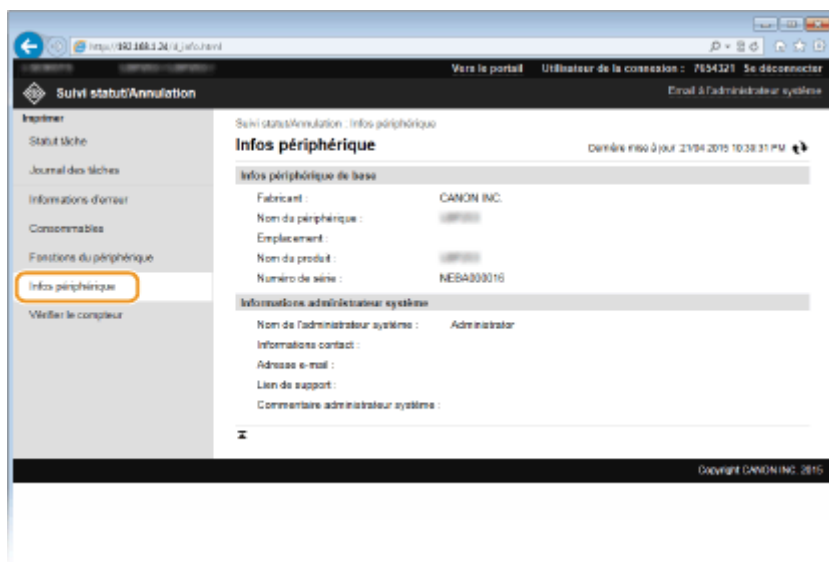 http://192.168.1.24/d_info.html
Vers le portail Utilisateur de la connexion : 7654321 Se déconnecter
Suivi statut/Annulation
Email à l'administrateur système
Imprimer
Statut tâche
Journal des tâches
Informations d'erreur
Consommables
Fonctions du périphérique
Infos périphérique
Vérifier le compteur
Suivi statut/Annulation : Infos périphérique
Infos périphérique
Dernière mise à jour : 21/04 2015 10:38:31 PM
Infos périphérique de base
Fabricant : CANON INC.
Nom du périphérique :
Emplacement :
Nom du produit :
Numéro de série : NEBA000016
Informations administrateur système
Nom de l'administrateur système : Administrator
Informations contact :
Adresse e-mail :
Lien de support :
Commentaire administrateur système :
Copyright CANON INC. 2015